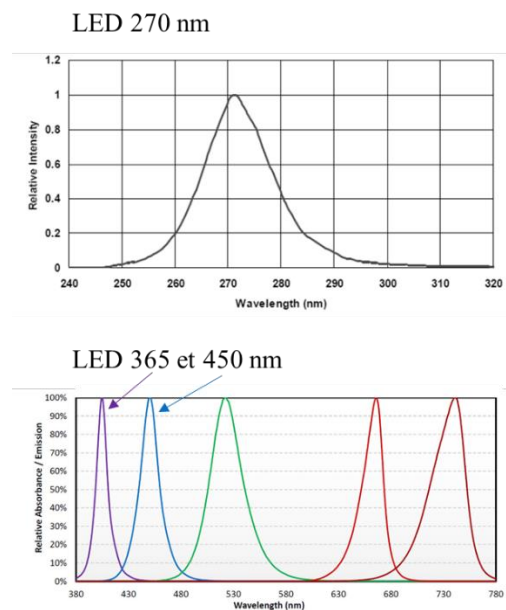 LED 270 nm
1.2
1
0.8
0.6
0.4
0.2
0
Relative Intensity
240 250 260 270 280 290 300 310 320
Wavelength (nm)
LED 365 et 450 nm
100%
90%
80%
70%
60%
50%
40%
30%
20%
10%
0%
Relative Absorbance / Emission
380 430 480 530 580 630 680 730 780
Wavelength (nm)